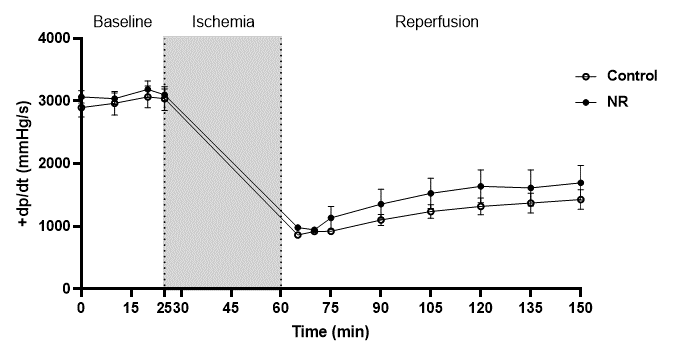 Baseline Ischemia Reperfusion
4000
3000
2000
1000
0
+dp/dt (mmHg/s)
Control
NR
0 15 25 30 45 60 75 90 105 120 135 150
Time (min)